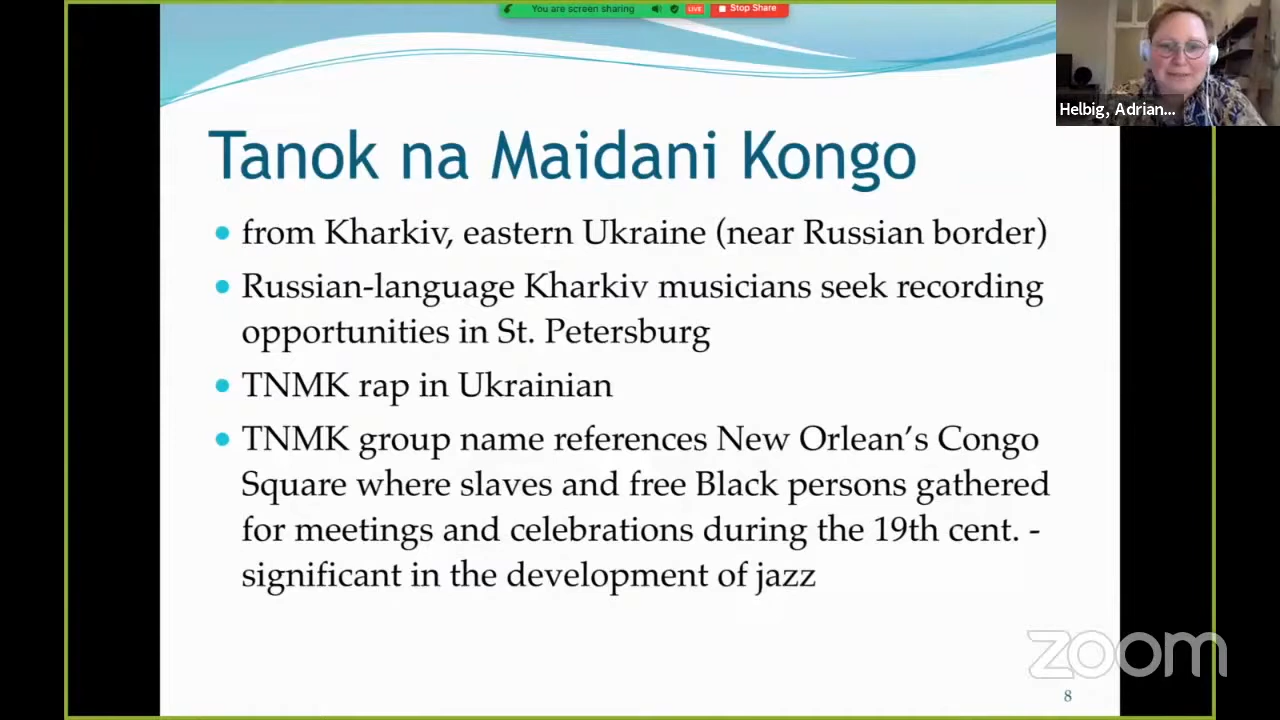 You are screen sharing
LIVE
Stop Share
Helbig, Adrian...
Tanok na Maidani Kongo
from Kharkiv, eastern Ukraine (near Russian border)
Russian-language Kharkiv musicians seek recording
opportunities in St. Petersburg
TNMK rap in Ukrainian
TNMK group name references New Orlean’s Congo
Square where slaves and free Black persons gathered
for meetings and celebrations during the 19th cent. -
significant in the development of jazz
zoom
8